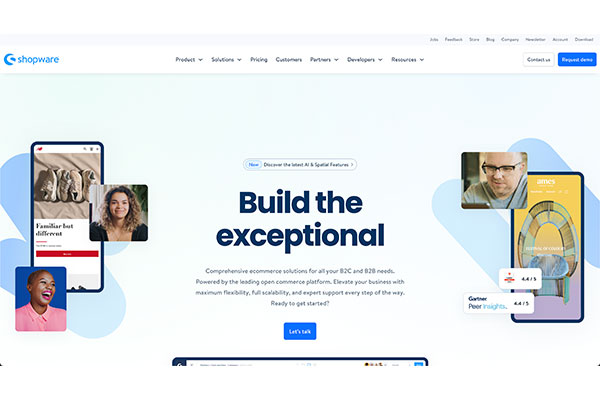 Jobs Feedback Store Blog Company Newsletter Account Download
shopware
Product Solutions Pricing Customers Partners Developers Resources Contact us Request demo
New Discover the latest AI & Spatial Features
Build the
exceptional
Comprehensive ecommerce solutions for all your B2C and B2B needs.
Powered by the leading open commerce platform. Elevate your business with
maximum flexibility, full scalability, and expert support every step of the way.
Ready to get started?
Let's talk
Familiar but
different
ames
4.4 / 5
Gartner
Peer Insights. 4.4 / 5